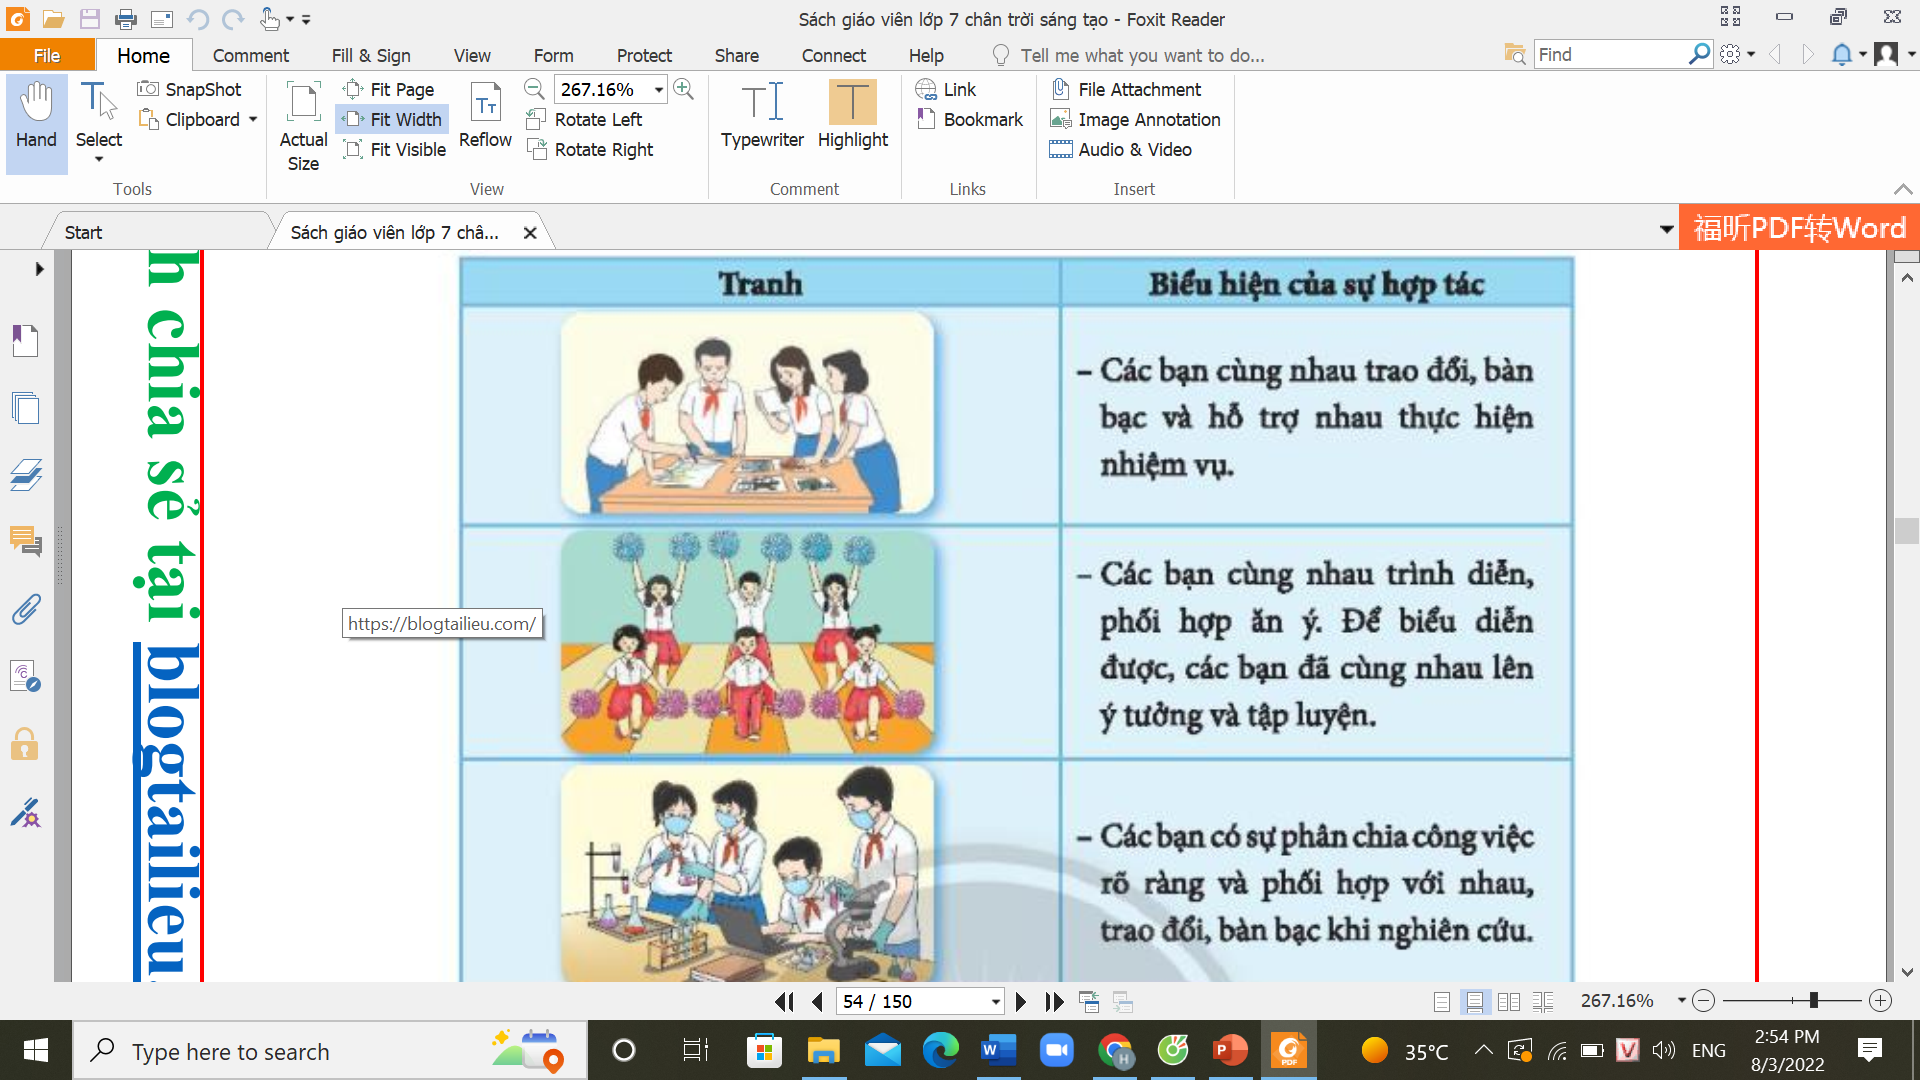 Sách giáo viên lớp 7 chân trời sáng tạo - Foxit Reader
File Home Comment Fill & Sign View Form Protect Share Connect Help Tell me what you want to do... Find
Hand
Select
SnapShot
Clipboard
Tools
Actual Size
Fit Page
Fit Width
Fit Visible
Reflow
267.16%
Rotate Left
Rotate Right
View
Typewriter
Highlight
Comment
Link
Bookmark
Links
File Attachment
Image Annotation
Audio & Video
Insert
Start
Sách giáo viên lớp 7 châ...
福昕PDF转Word
h chia sẻ tại blogtailieu.
Tranh
Biểu hiện của sự hợp tác
– Các bạn cùng nhau trao đổi, bàn
bạc và hỗ trợ nhau thực hiện
nhiệm vụ.
– Các bạn cùng nhau trình diễn,
phối hợp ăn ý. Để biểu diễn
được, các bạn đã cùng nhau lên
ý tưởng và tập luyện.
https://blogtailieu.com/
– Các bạn có sự phân chia công việc
rõ ràng và phối hợp với nhau,
trao đổi, bàn bạc khi nghiên cứu.
54 / 150
267.16%
Type here to search
35°C
ENG
2:54 PM
8/3/2022